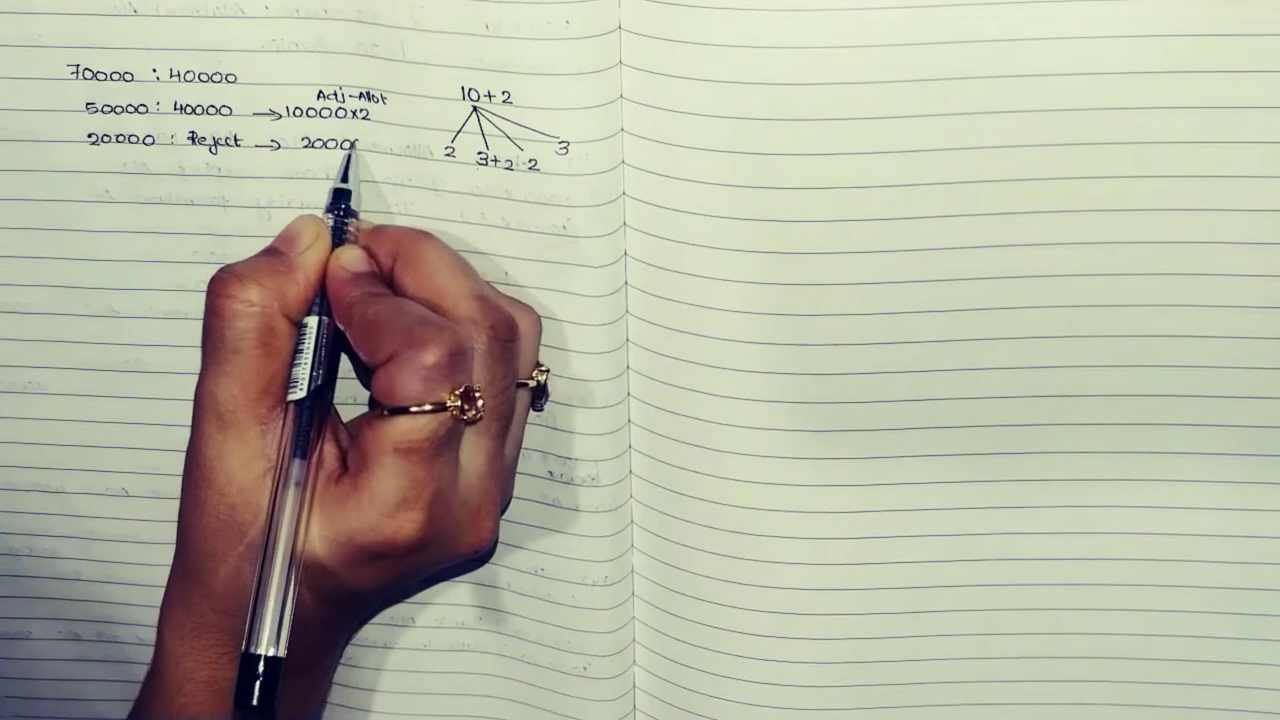 70000 : 40000
Adj-Allot
50000 : 40000 → 10000×2
20000 : Reject → 2000
10+2
2 3+2 2 3